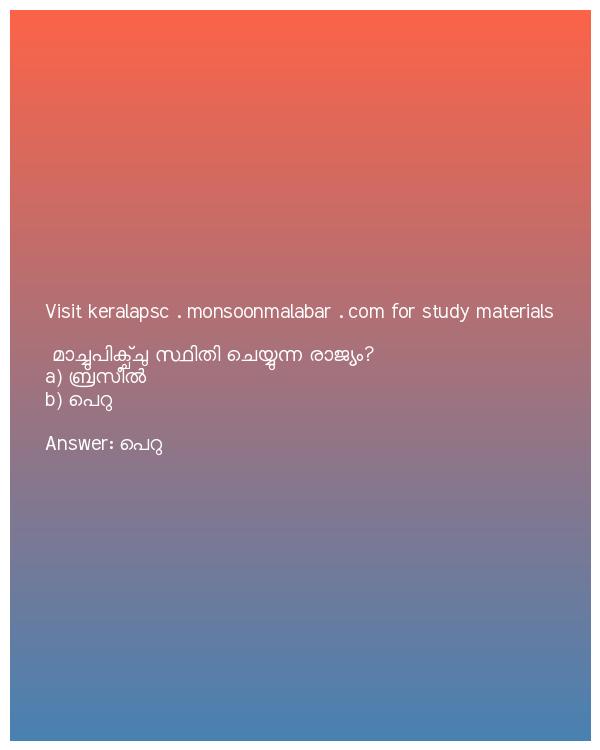 Visit keralapsc . monsoonmalabar . com for study materials
മാച്ചുപിക്ച്ചു സ്ഥിതി ചെയ്യുന്ന രാജ്യം?
a) ബ്രസീൽ
b) പെറു
Answer: പെറു